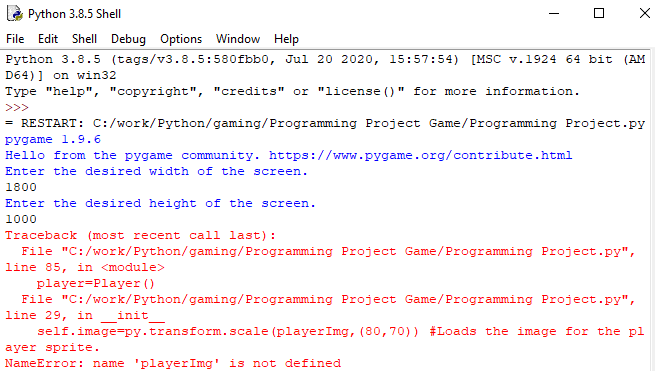 Python 3.8.5 Shell
File Edit Shell Debug Options Window Help
Python 3.8.5 (tags/v3.8.5:580fbb0, Jul 20 2020, 15:57:54) [MSC v.1924 64 bit (AM
D64)] on win32
Type "help", "copyright", "credits" or "license()" for more information.
>>>
= RESTART: C:/work/Python/gaming/Programming Project Game/Programming Project.py
pygame 1.9.6
Hello from the pygame community. https://www.pygame.org/contribute.html
Enter the desired width of the screen.
1800
Enter the desired height of the screen.
1000
Traceback (most recent call last):
  File "C:/work/Python/gaming/Programming Project Game/Programming Project.py",
line 85, in <module>
    player=Player()
  File "C:/work/Python/gaming/Programming Project Game/Programming Project.py",
line 29, in __init__
    self.image=py.transform.scale(playerImg,(80,70)) #Loads the image for the pl
ayer sprite.
NameError: name 'playerImg' is not defined